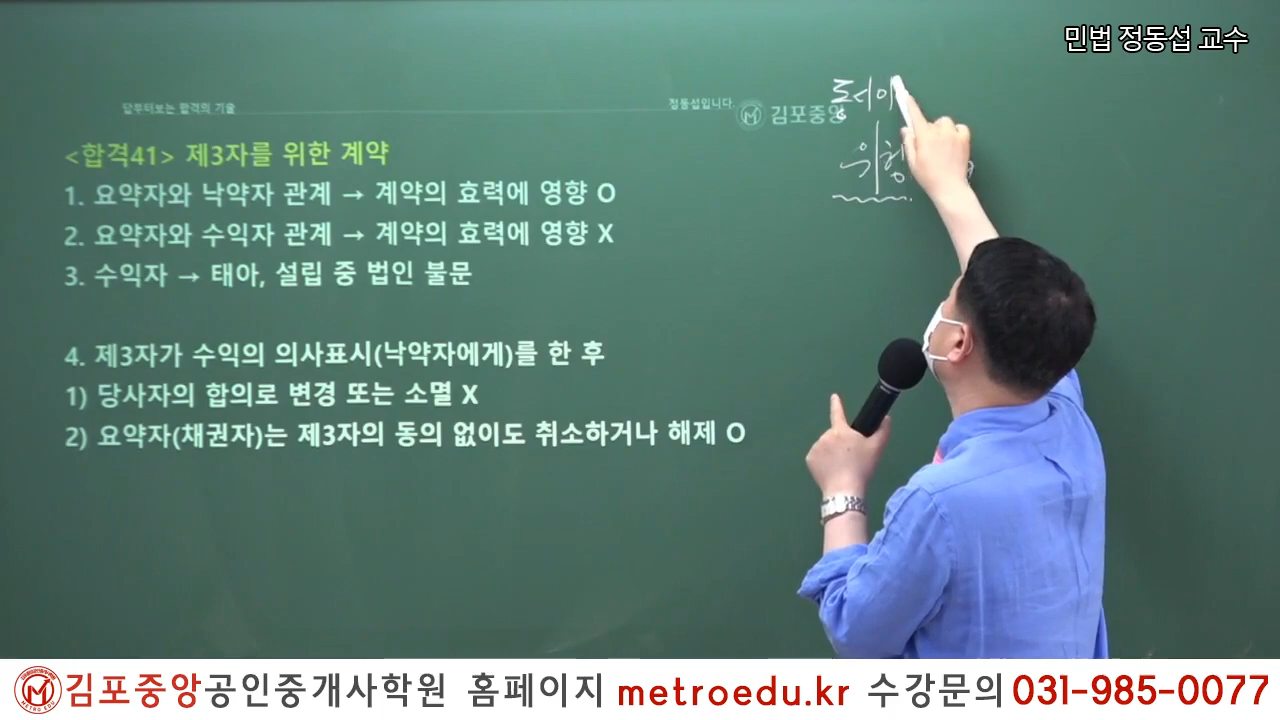 민법 정동섭 교수
답부터보는 합격의 기술
정동섭입니다.
김포중앙
동시이
위험
<합격41> 제3자를 위한 계약
1. 요약자와 낙약자 관계 → 계약의 효력에 영향 O
2. 요약자와 수익자 관계 → 계약의 효력에 영향 X
3. 수익자 → 태아, 설립 중 법인 불문
4. 제3자가 수익의 의사표시(낙약자에게)를 한 후
1) 당사자의 합의로 변경 또는 소멸 X
2) 요약자(채권자)는 제3자의 동의 없이도 취소하거나 해제 O
METRO EDU 김포중앙공인중개사학원 홈페이지 metroedu.kr 수강문의 031-985-0077